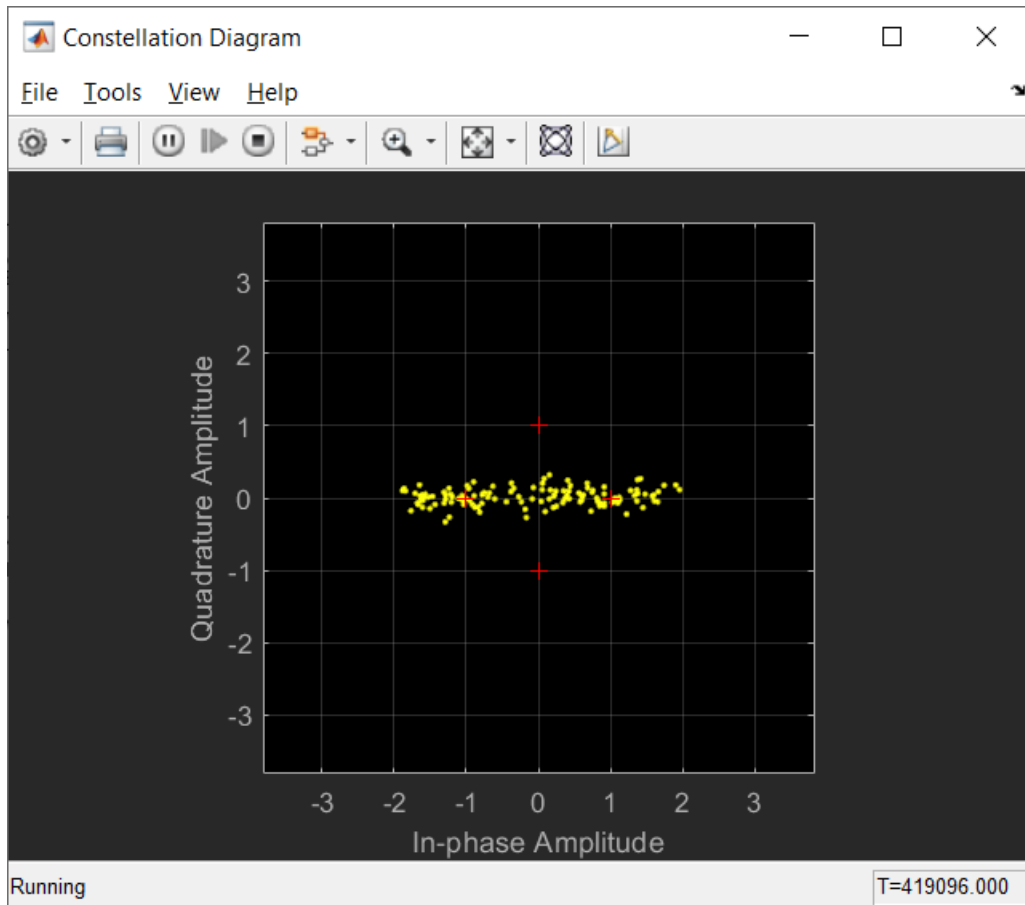 Constellation Diagram
File Tools View Help
3
2
1
0
-1
-2
-3
Quadrature Amplitude
-3 -2 -1 0 1 2 3
In-phase Amplitude
Running T=419096.000